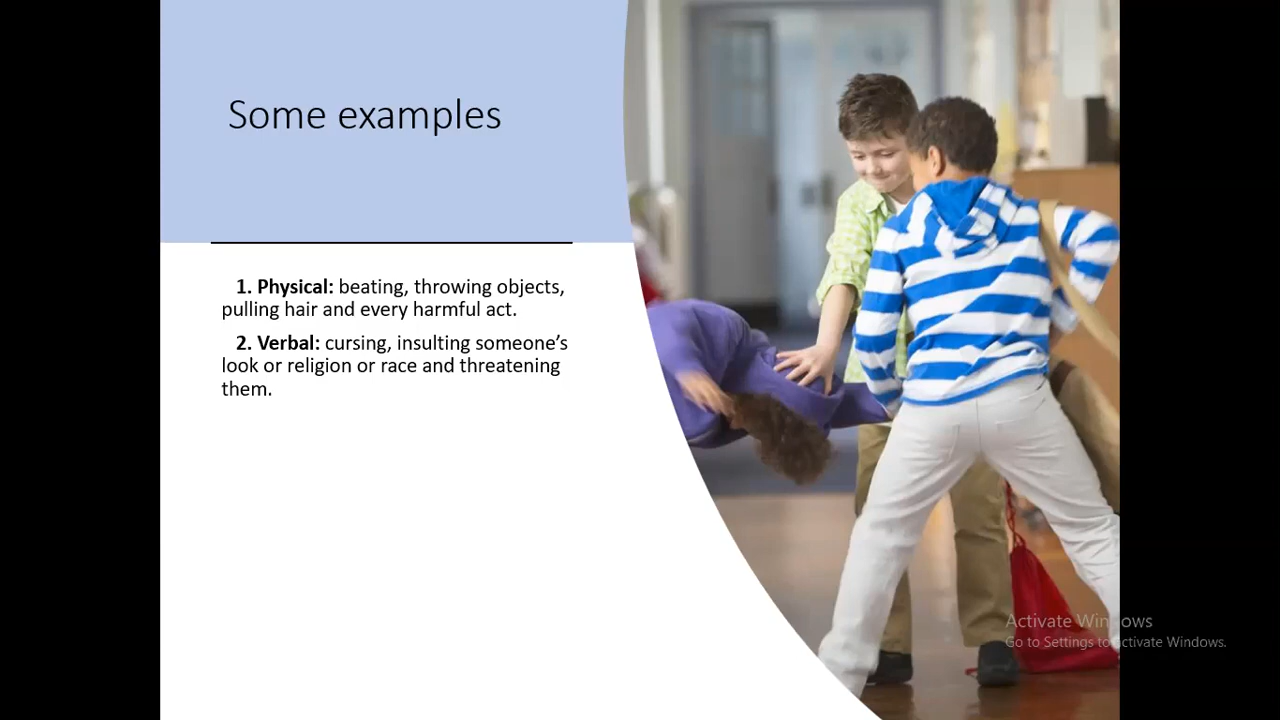 Some examples
1. Physical: beating, throwing objects,
pulling hair and every harmful act.
2. Verbal: cursing, insulting someone’s
look or religion or race and threatening
them.
Activate Windows
Go to Settings to activate Windows.